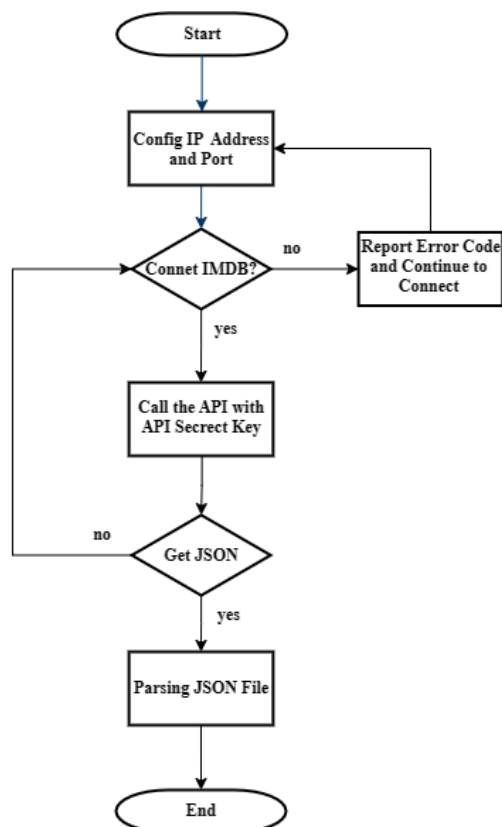 Start
Config IP Address
and Port
Connet IMDB?
no
Report Error Code
and Continue to
Connect
yes
Call the API with
API Secrect Key
no
Get JSON
yes
Parsing JSON File
End